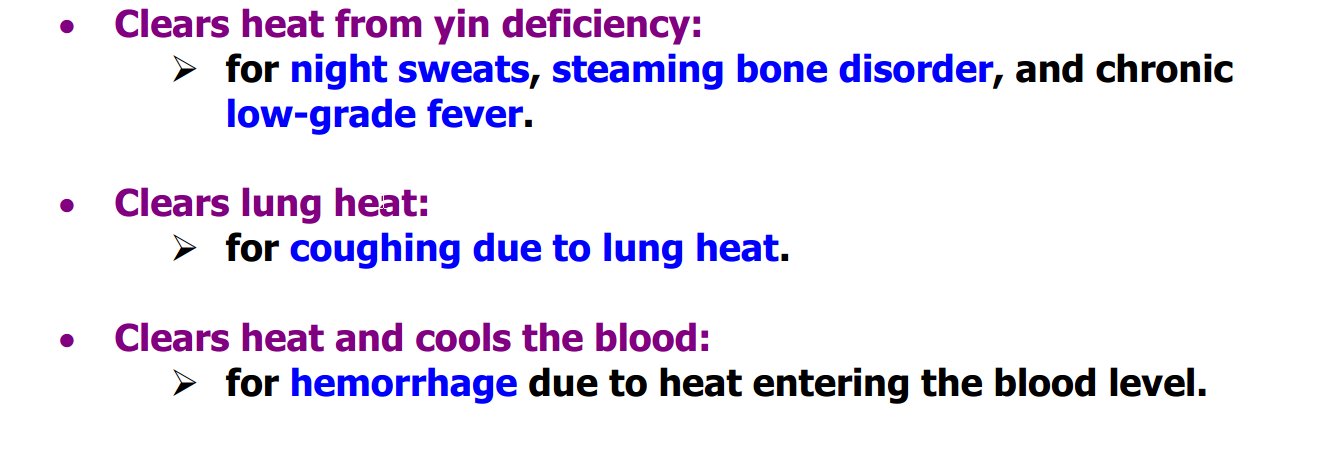 • Clears heat from yin deficiency:
➢ for night sweats, steaming bone disorder, and chronic
low-grade fever.
• Clears lung heat:
➢ for coughing due to lung heat.
• Clears heat and cools the blood:
➢ for hemorrhage due to heat entering the blood level.